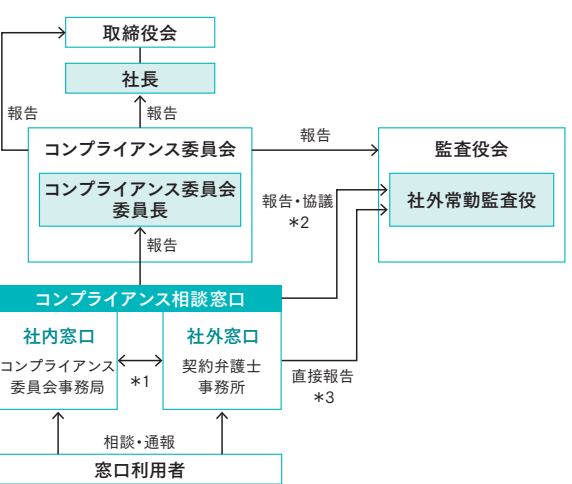 取締役会
社長
報告
報告
コンプライアンス委員会
報告
監査役会
コンプライアンス委員会
委員長
社外常勤監査役
報告・協議
＊2
報告
コンプライアンス相談窓口
社内窓口
社外窓口
コンプライアンス
委員会事務局
＊1
契約弁護士
事務所
直接報告
＊3
相談・通報
窓口利用者